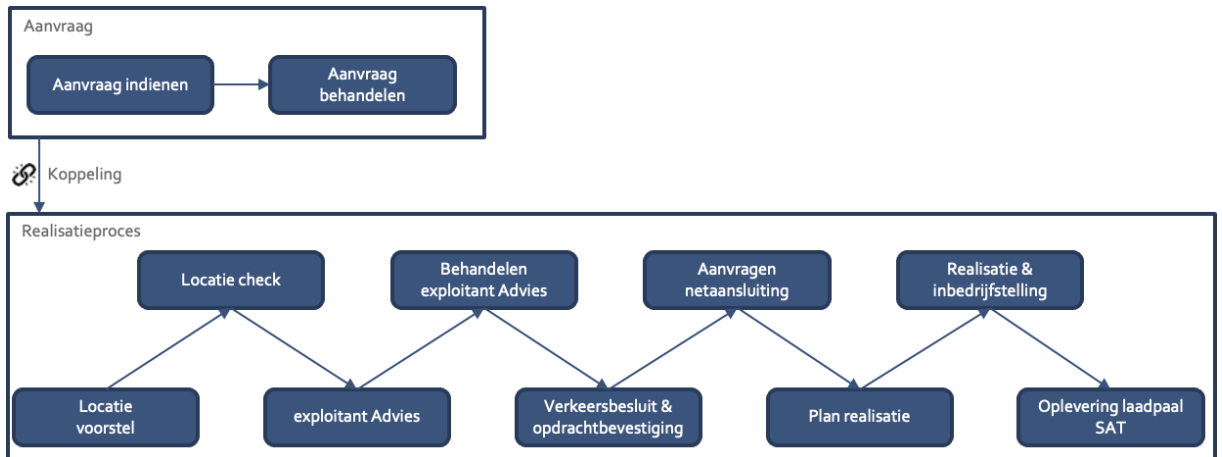 Aanvraag
Aanvraag indienen
Aanvraag
behandelen
Koppeling
Realisatieproces
Locatie check
Behandelen
exploitant Advies
Aanvragen
netaansluiting
Realisatie &
inbedrijfstelling
Locatie
voorstel
exploitant Advies
Verkeersbesluit &
opdrachtbevestiging
Plan realisatie
Oplevering laadpaal
SAT